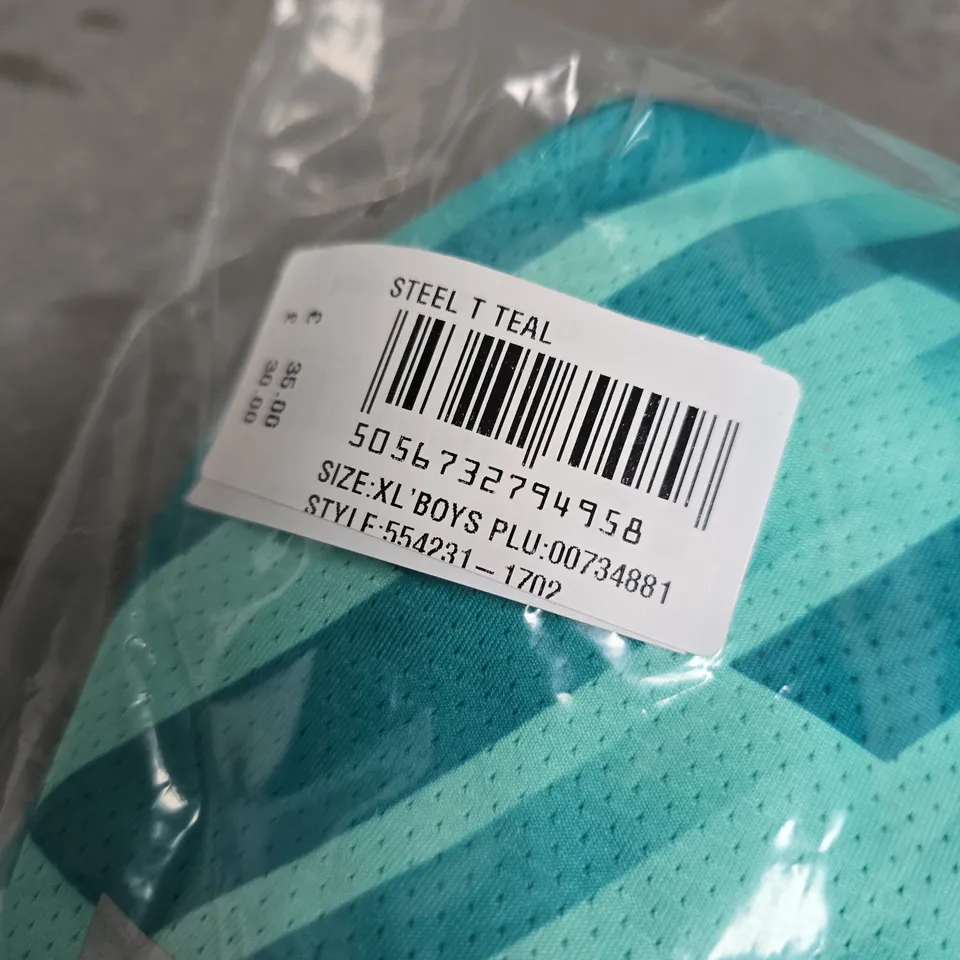 STEEL T TEAL
5056732794958
SIZE:XL'BOYS PLU:00734881
STYLE:554231-1702
£ 35.00
30.00